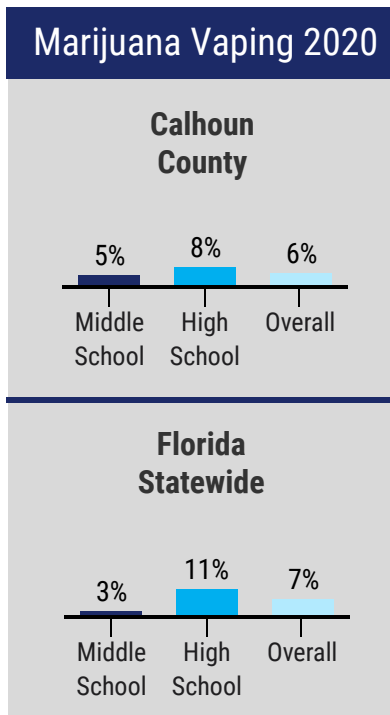 Marijuana Vaping 2020
Calhoun
County
5%
8%
6%
Middle
School
High
School
Overall
Florida
Statewide
3%
11%
7%
Middle
School
High
School
Overall